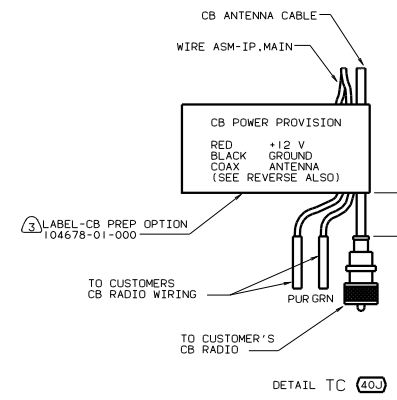 CB ANTENNA CABLE
WIRE ASM-IP,MAIN
CB POWER PROVISION
RED +12 V
BLACK GROUND
COAX ANTENNA
(SEE REVERSE ALSO)
3 LABEL-CB PREP OPTION
104678-01-000
TO CUSTOMERS
CB RADIO WIRING
PUR GRN
TO CUSTOMER'S
CB RADIO
DETAIL TC 40J